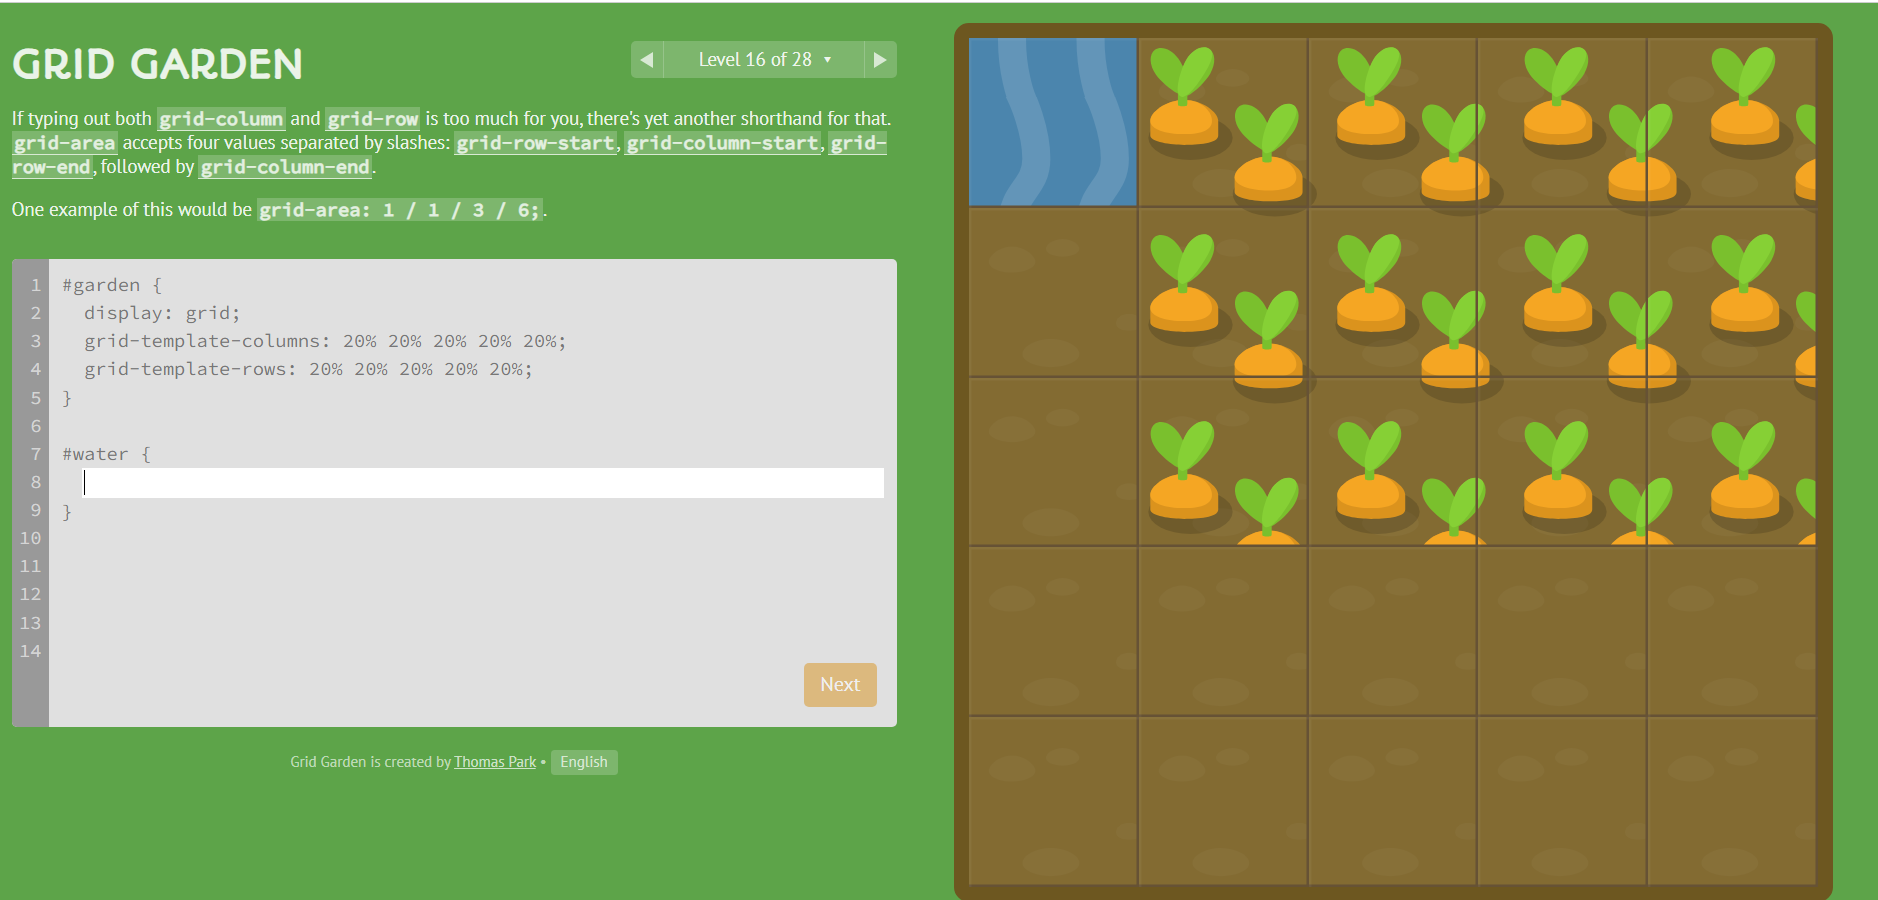 GRID GARDEN
◀ Level 16 of 28 ▾ ▶
If typing out both grid-column and grid-row is too much for you, there's yet another shorthand for that.
grid-area accepts four values separated by slashes: grid-row-start, grid-column-start, grid-
row-end, followed by grid-column-end.
One example of this would be grid-area: 1 / 1 / 3 / 6;.
1 #garden {
2 display: grid;
3 grid-template-columns: 20% 20% 20% 20% 20%;
4 grid-template-rows: 20% 20% 20% 20% 20%;
5 }
6
7 #water {
8
9 }
10
11
12
13
14
Next
Grid Garden is created by Thomas Park • English